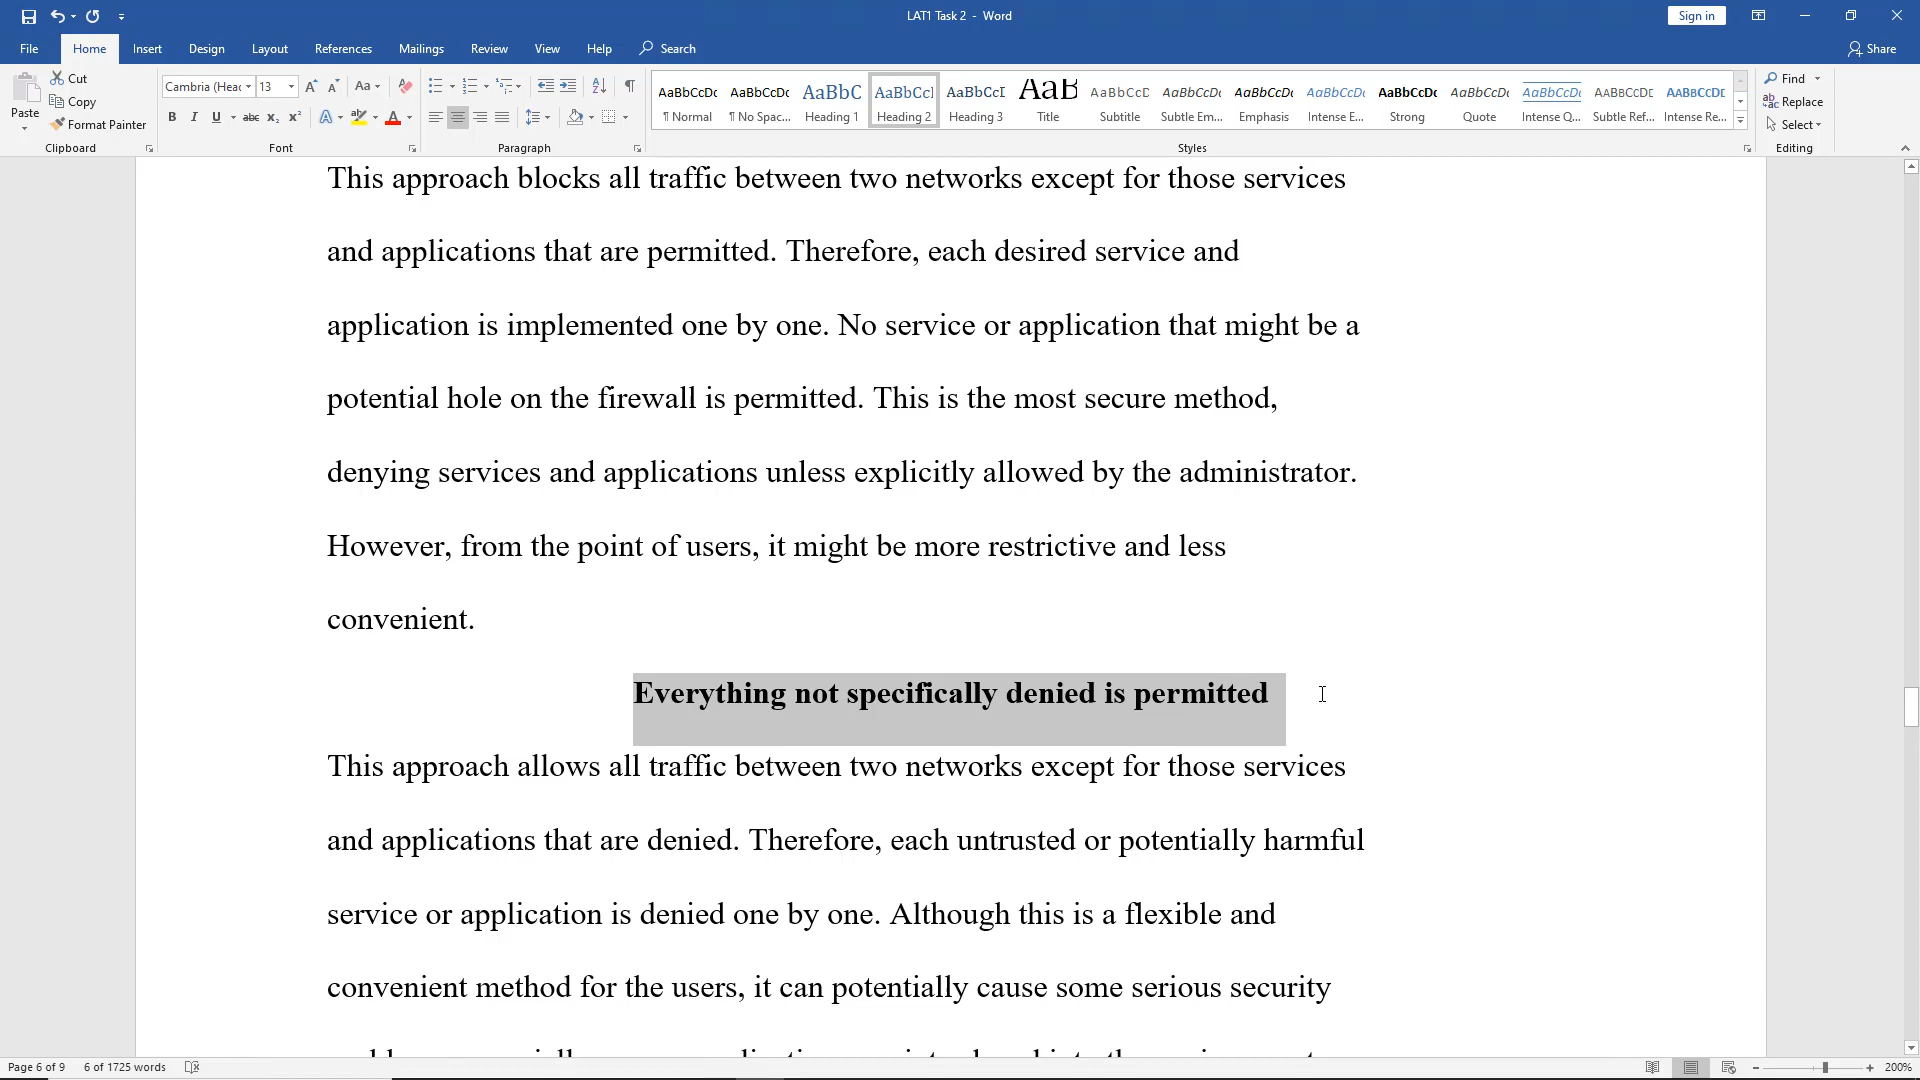 LAT1 Task 2 - Word
Sign in
File Home Insert Design Layout References Mailings Review View Help Search Share
Paste
Cut
Copy
Format Painter
Clipboard
Cambria (Head 13
Font
Paragraph
AaBbCcDc AaBbCcDc AaBbC AaBbCcI AaBbCcD AaB AaBbCcD AaBbCcDc AaBbCcDc AaBbCcDc AaBbCcDc AaBbCcDc AaBbCcDc AABBCCDE AABBCCDE
¶ Normal ¶ No Spac... Heading 1 Heading 2 Heading 3 Title Subtitle Subtle Em... Emphasis Intense E... Strong Quote Intense Q... Subtle Ref... Intense Re...
Styles
Find
Replace
Select
Editing
This approach blocks all traffic between two networks except for those services
and applications that are permitted. Therefore, each desired service and
application is implemented one by one. No service or application that might be a
potential hole on the firewall is permitted. This is the most secure method,
denying services and applications unless explicitly allowed by the administrator.
However, from the point of users, it might be more restrictive and less
convenient.
Everything not specifically denied is permitted
This approach allows all traffic between two networks except for those services
and applications that are denied. Therefore, each untrusted or potentially harmful
service or application is denied one by one. Although this is a flexible and
convenient method for the users, it can potentially cause some serious security
Page 6 of 9 6 of 1725 words 200%